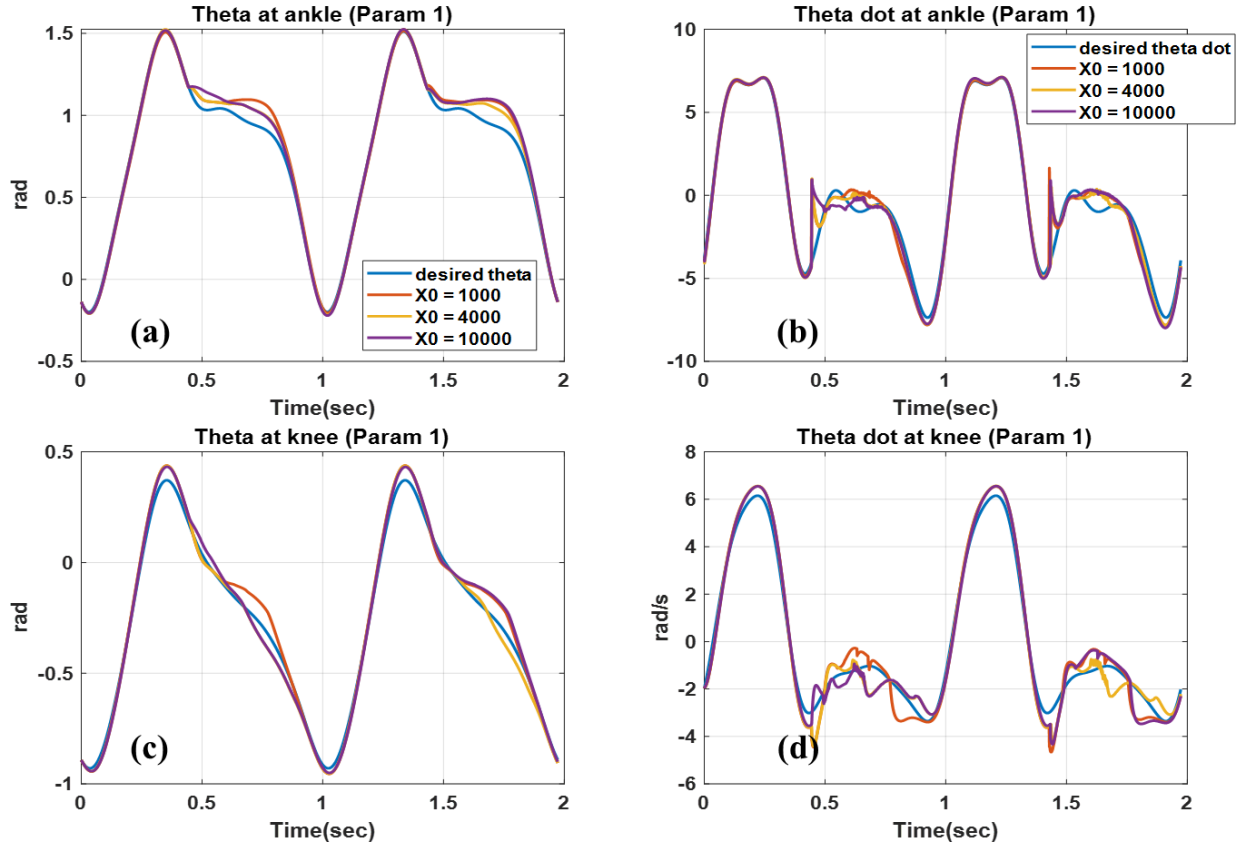 Theta at ankle (Param 1)
1.5
1
0.5
0
-0.5
rad
0
0.5
1
1.5
2
Time(sec)
desired theta
X0 = 1000
X0 = 4000
X0 = 10000
(a)
Theta dot at ankle (Param 1)
10
5
0
-5
-10
0
0.5
1
1.5
2
Time(sec)
desired theta dot
X0 = 1000
X0 = 4000
X0 = 10000
(b)
Theta at knee (Param 1)
0.5
0
-0.5
-1
rad
0
0.5
1
1.5
2
Time(sec)
(c)
Theta dot at knee (Param 1)
8
6
4
2
0
-2
-4
-6
rad/s
0
0.5
1
1.5
2
Time(sec)
(d)